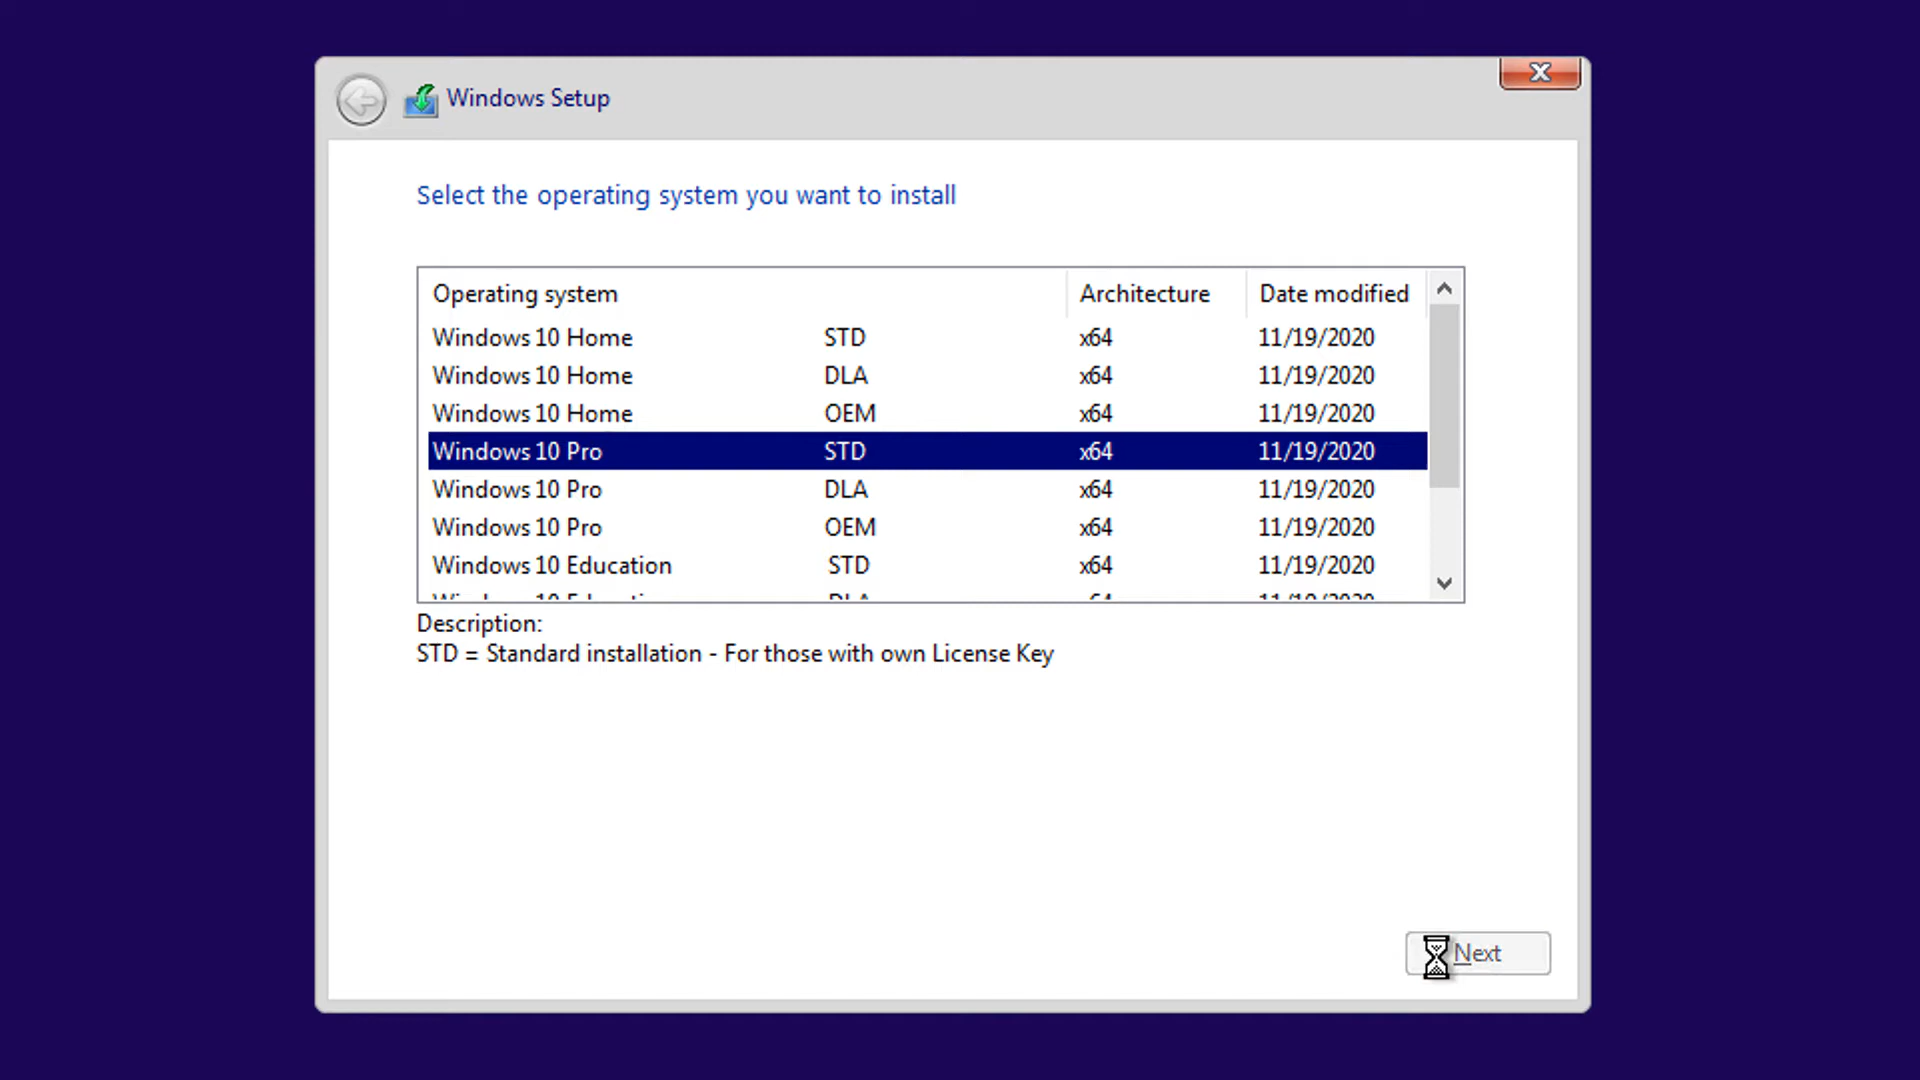 Windows Setup
Select the operating system you want to install
Operating system Architecture Date modified
Windows 10 Home STD x64 11/19/2020
Windows 10 Home DLA x64 11/19/2020
Windows 10 Home OEM x64 11/19/2020
Windows 10 Pro STD x64 11/19/2020
Windows 10 Pro DLA x64 11/19/2020
Windows 10 Pro OEM x64 11/19/2020
Windows 10 Education STD x64 11/19/2020
Description:
STD = Standard installation - For those with own License Key
Next